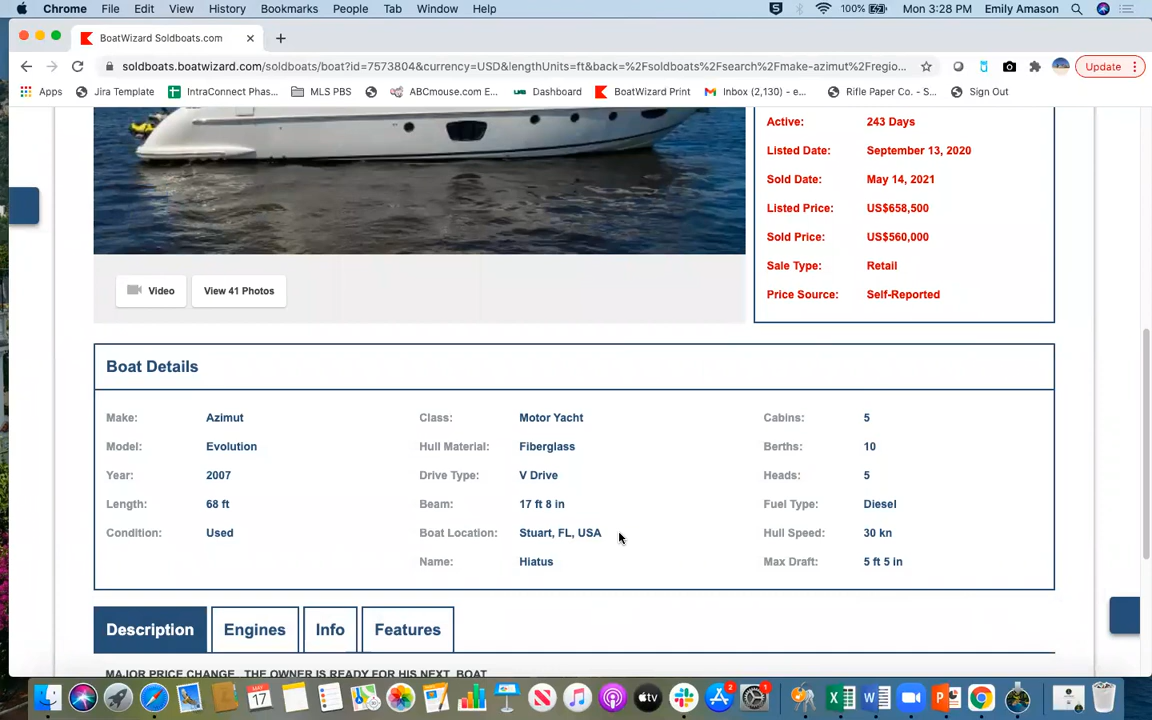 Chrome File Edit View History Bookmarks People Tab Window Help 100% Mon 3:28 PM Emily Amason
BoatWizard Soldboats.com
soldboats.boatwizard.com/soldboats/boat?id=7573804&currency=USD&lengthUnits=ft&back=%2Fsoldboats%2Fsearch%2Fmake-azimut%2Fregio... Update
Apps Jira Template IntraConnect Phas... MLS PBS ABCmouse.com E... Dashboard BoatWizard Print Inbox (2,130) - e... Rifle Paper Co. - S... Sign Out
Active: 243 Days
Listed Date: September 13, 2020
Sold Date: May 14, 2021
Listed Price: US$658,500
Sold Price: US$560,000
Sale Type: Retail
Price Source: Self-Reported
Video View 41 Photos
Boat Details
Make: Azimut Class: Motor Yacht Cabins: 5
Model: Evolution Hull Material: Fiberglass Berths: 10
Year: 2007 Drive Type: V Drive Heads: 5
Length: 68 ft Beam: 17 ft 8 in Fuel Type: Diesel
Condition: Used Boat Location: Stuart, FL, USA Hull Speed: 30 kn
Name: Hiatus Max Draft: 5 ft 5 in
Description Engines Info Features
MAJOR PRICE CHANGE THE OWNER IS READY FOR HIS NEXT BOAT
MAY 17 tv 2 1